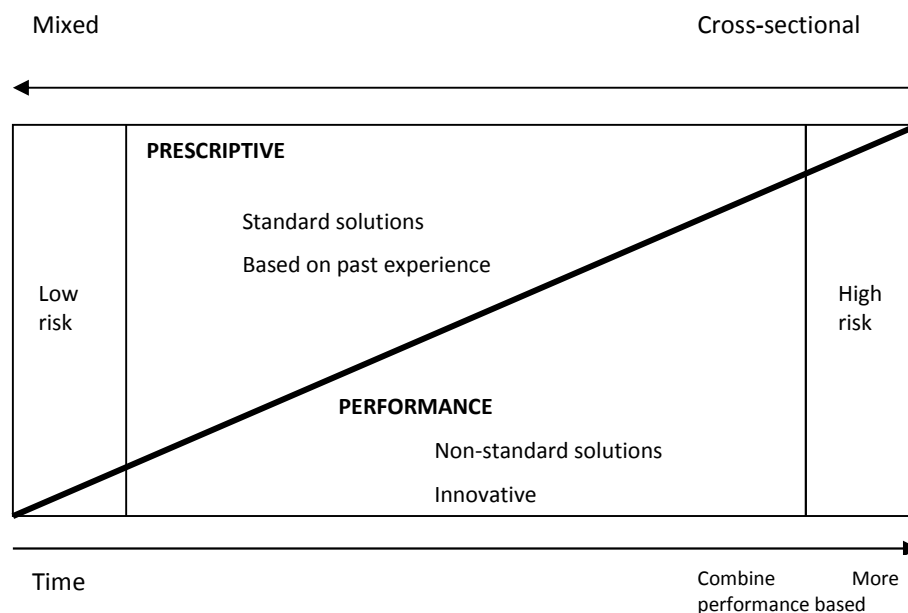 Mixed Cross-sectional
PRESCRIPTIVE
Standard solutions
Based on past experience
Low
risk
High
risk
PERFORMANCE
Non-standard solutions
Innovative
Time
Combine More
performance based